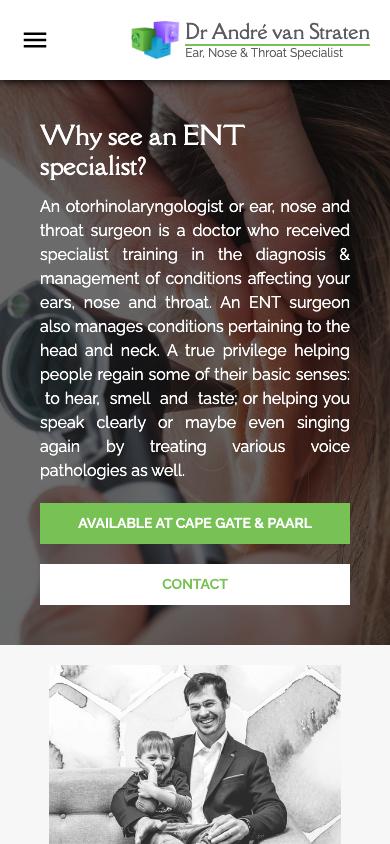 Dr André van Straten
Ear, Nose & Throat Specialist
Why see an ENT
specialist?
An otorhinolaryngologist or ear, nose and
throat surgeon is a doctor who received
specialist training in the diagnosis &
management of conditions affecting your
ears, nose and throat. An ENT surgeon
also manages conditions pertaining to the
head and neck. A true privilege helping
people regain some of their basic senses:
to hear, smell and taste; or helping you
speak clearly or maybe even singing
again by treating various voice
pathologies as well.
AVAILABLE AT CAPE GATE & PAARL
CONTACT